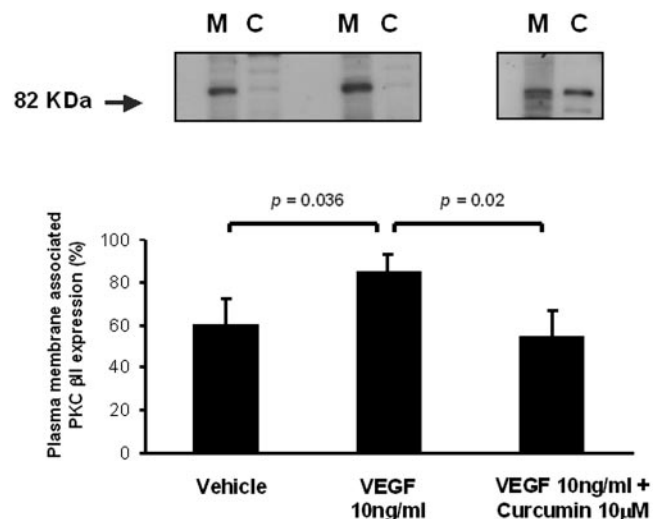 M C M C M C
82 KDa
p = 0.036 p = 0.02
Plasma membrane associated
PKC βII expression (%)
100
80
60
40
20
0
Vehicle VEGF VEGF 10ng/ml +
10ng/ml Curcumin 10µM